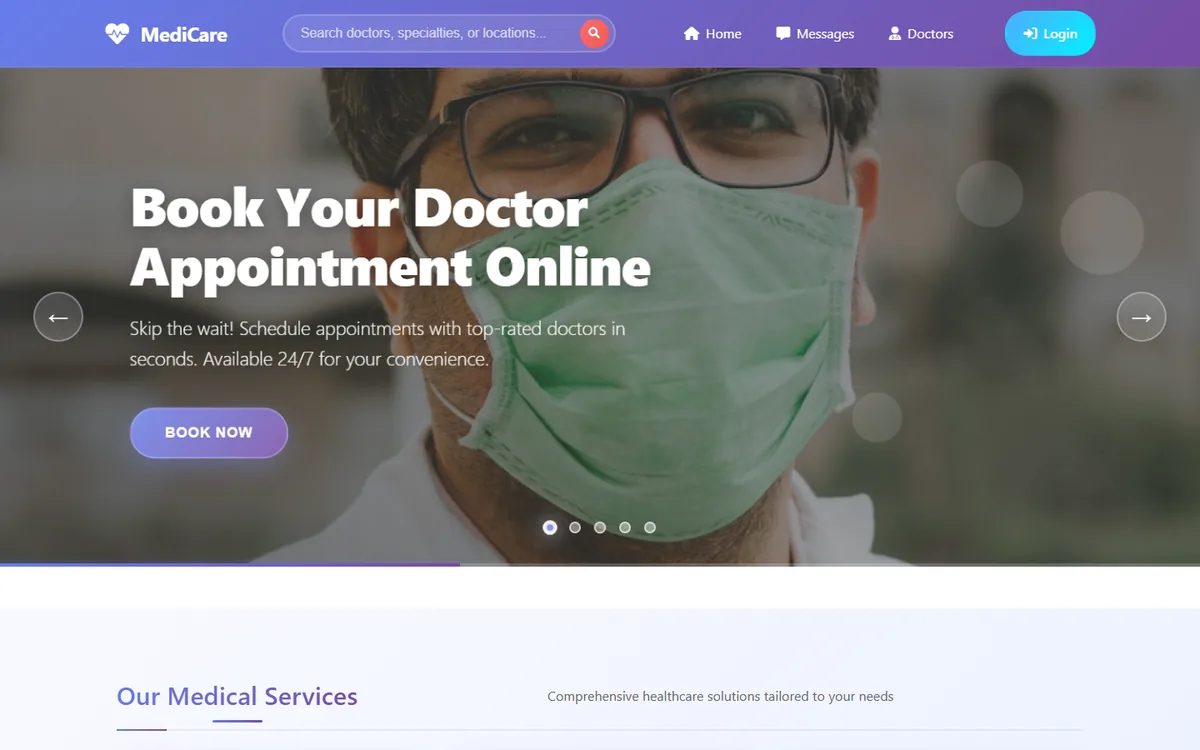 MediCare
Search doctors, specialties, or locations...
Home
Messages
Doctors
Login
Book Your Doctor
Appointment Online
Skip the wait! Schedule appointments with top-rated doctors in
seconds. Available 24/7 for your convenience.
←
→
BOOK NOW
Our Medical Services
Comprehensive healthcare solutions tailored to your needs